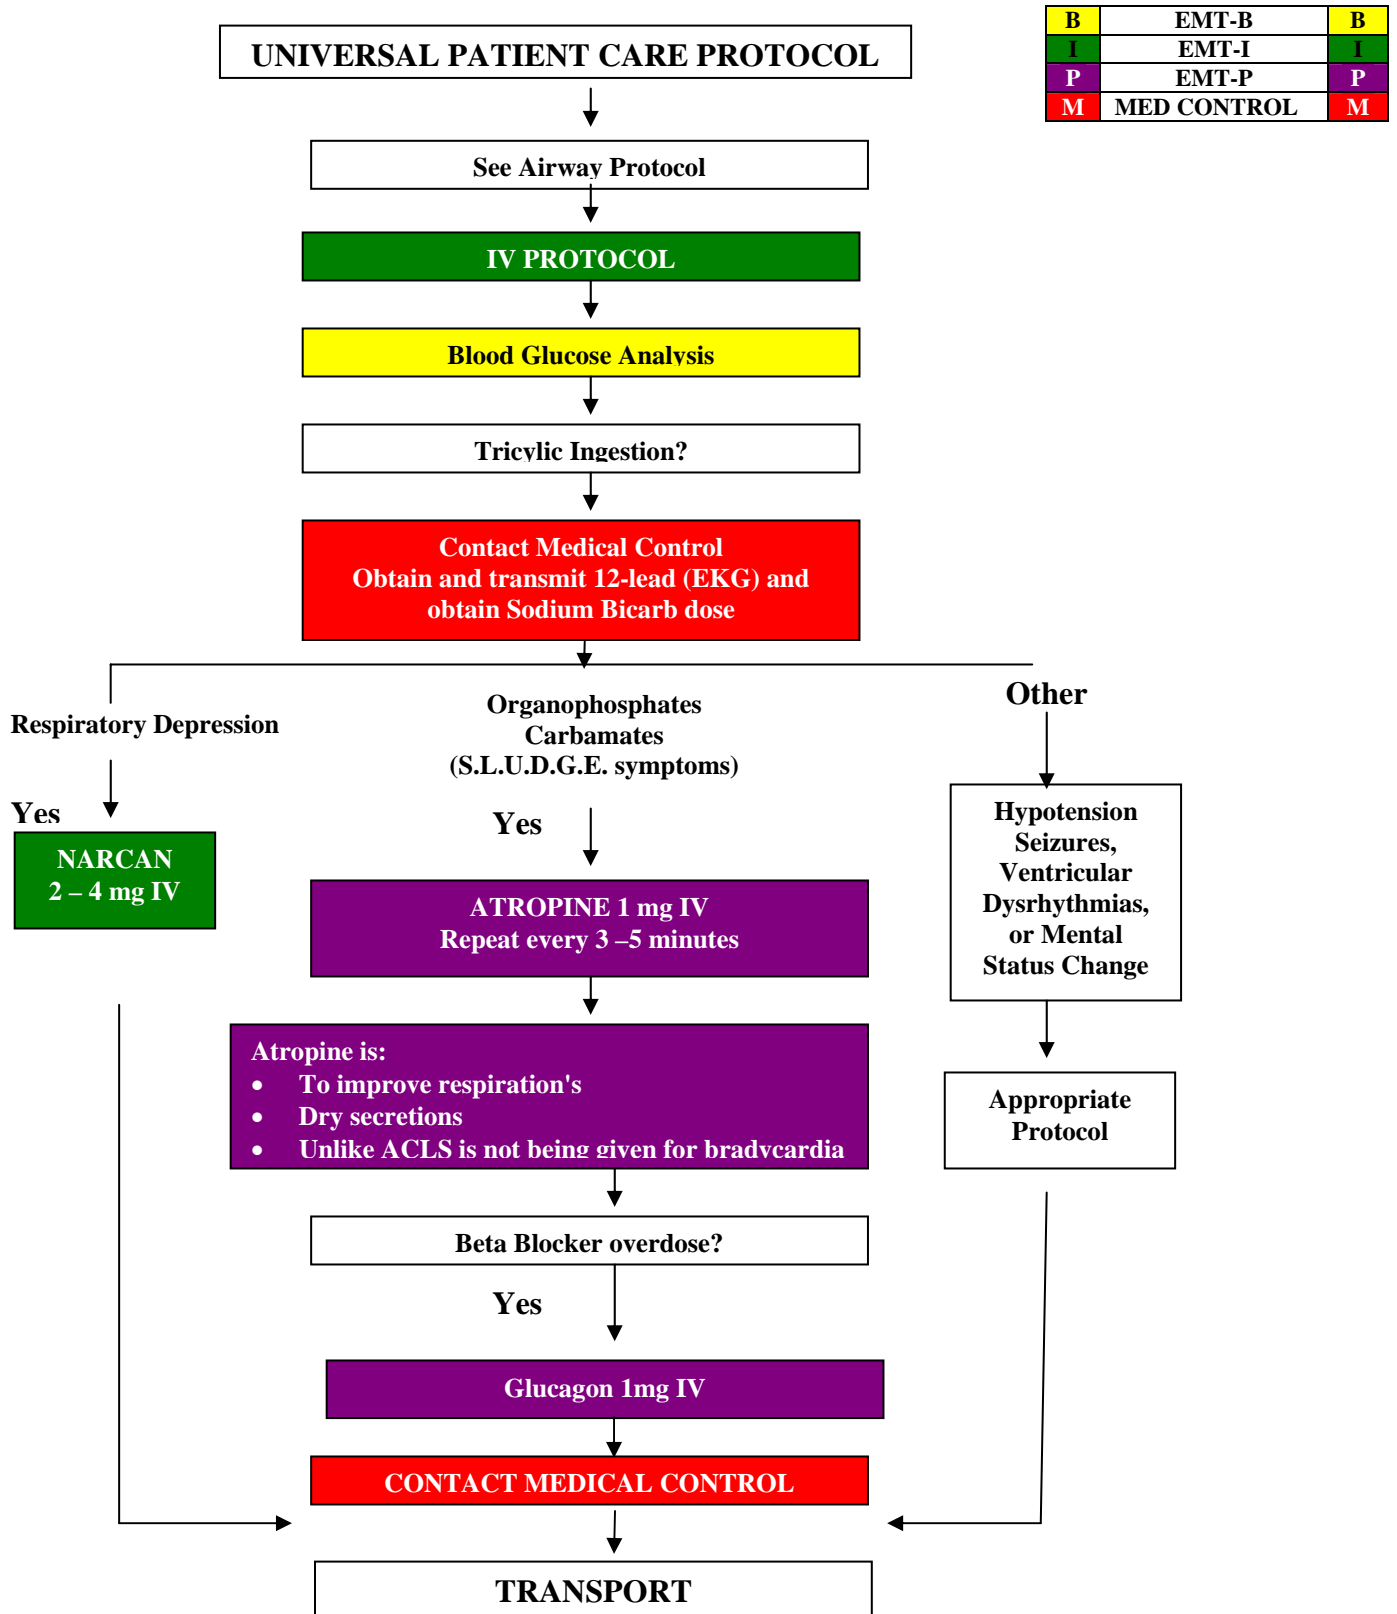 B EMT-B B
I EMT-I I
P EMT-P P
M MED CONTROL M
UNIVERSAL PATIENT CARE PROTOCOL
See Airway Protocol
IV PROTOCOL
Blood Glucose Analysis
Tricylic Ingestion?
Contact Medical Control
Obtain and transmit 12-lead (EKG) and
obtain Sodium Bicarb dose
Respiratory Depression
Yes
NARCAN
2 – 4 mg IV
Organophosphates
Carbamates
(S.L.U.D.G.E. symptoms)
Yes
ATROPINE 1 mg IV
Repeat every 3 –5 minutes
Atropine is:
• To improve respiration's
• Dry secretions
• Unlike ACLS is not being given for bradycardia
Beta Blocker overdose?
Yes
Glucagon 1mg IV
CONTACT MEDICAL CONTROL
Other
Hypotension
Seizures,
Ventricular
Dysrhythmias,
or Mental
Status Change
Appropriate
Protocol
TRANSPORT